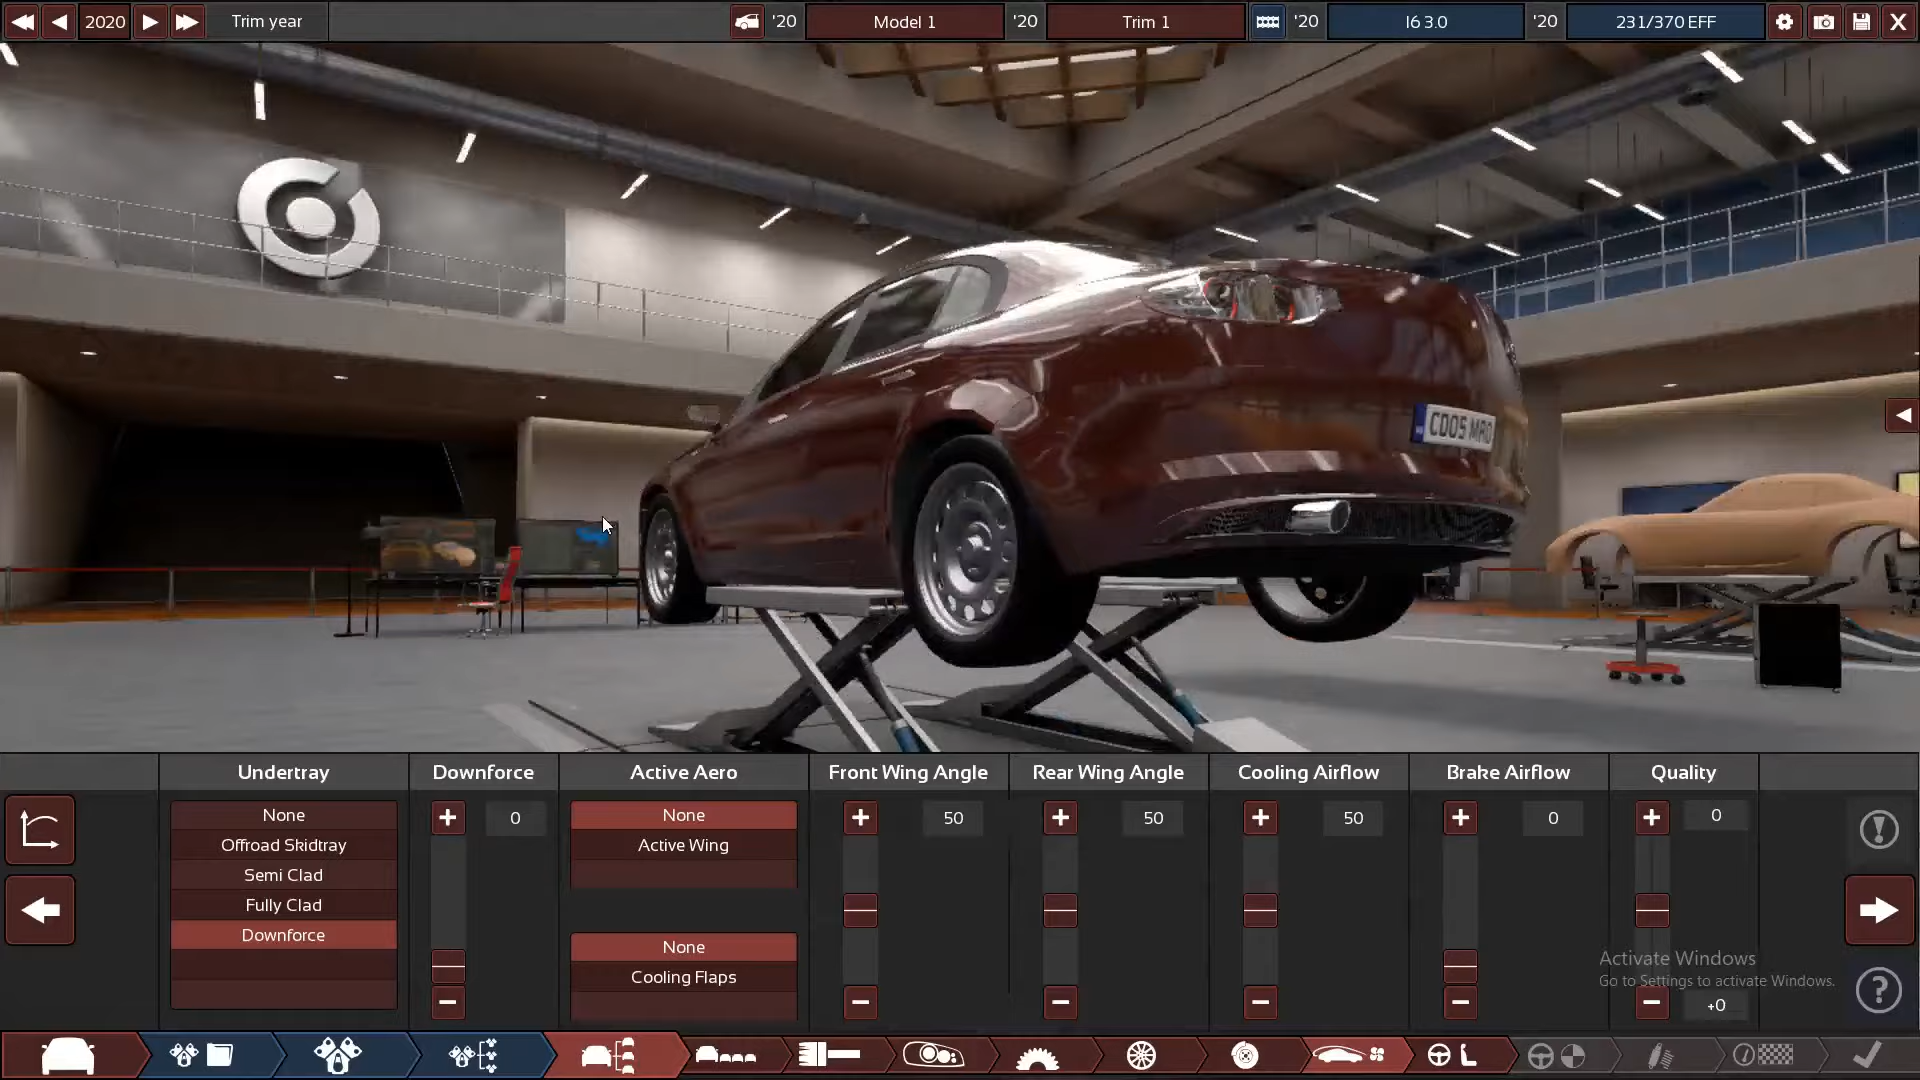 2020
Trim year
'20
Model 1
'20
Trim 1
'20
I6 3.0
'20
231/370 EFF
CD05 MRO
Undertray
Downforce
Active Aero
Front Wing Angle
Rear Wing Angle
Cooling Airflow
Brake Airflow
Quality
None
Offroad Skidtray
Semi Clad
Fully Clad
Downforce
0
None
Active Wing
None
Cooling Flaps
50
50
50
0
0
+0
Activate Windows
Go to Settings to activate Windows.